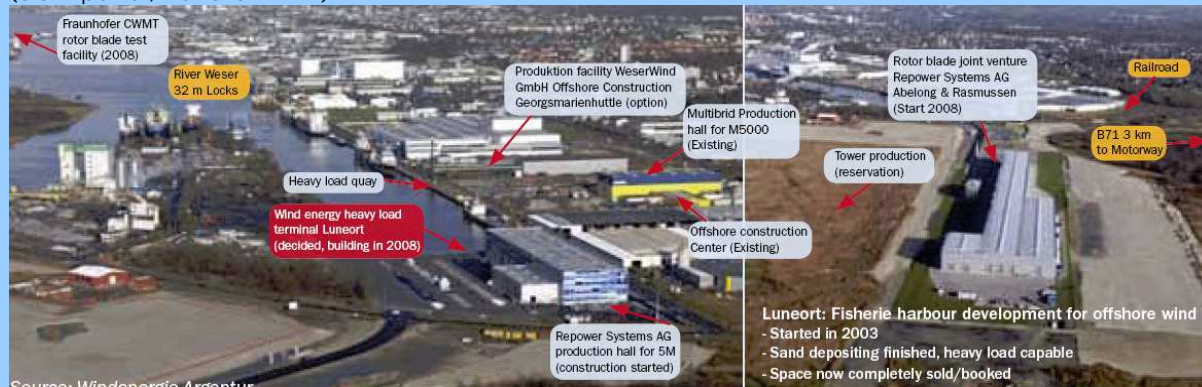 Fraunhofer CWMT
rotor blade test
facility (2008)
River Weser
32 m Locks
Produktion facility WeserWind
GmbH Offshore Construction
Georgsmarienhuttle (option)
Multibrid Production
hall for M5000
(Existing)
Heavy load quay
Wind energy heavy load
terminal Luneort
(decided, building in 2008)
Offshore construction
Center (Existing)
Repower Systems AG
production hall for 5M
(construction started)
Source: Windenergie Argentur
Rotor blade joint venture
Repower Systems AG
Abelong & Rasmussen
(Start 2008)
Railroad
B71 3 km
to Motorway
Tower production
(reservation)
Luneort: Fisherie harbour development for offshore wind
- Started in 2003
- Sand depositing finished, heavy load capable
- Space now completely sold/booked